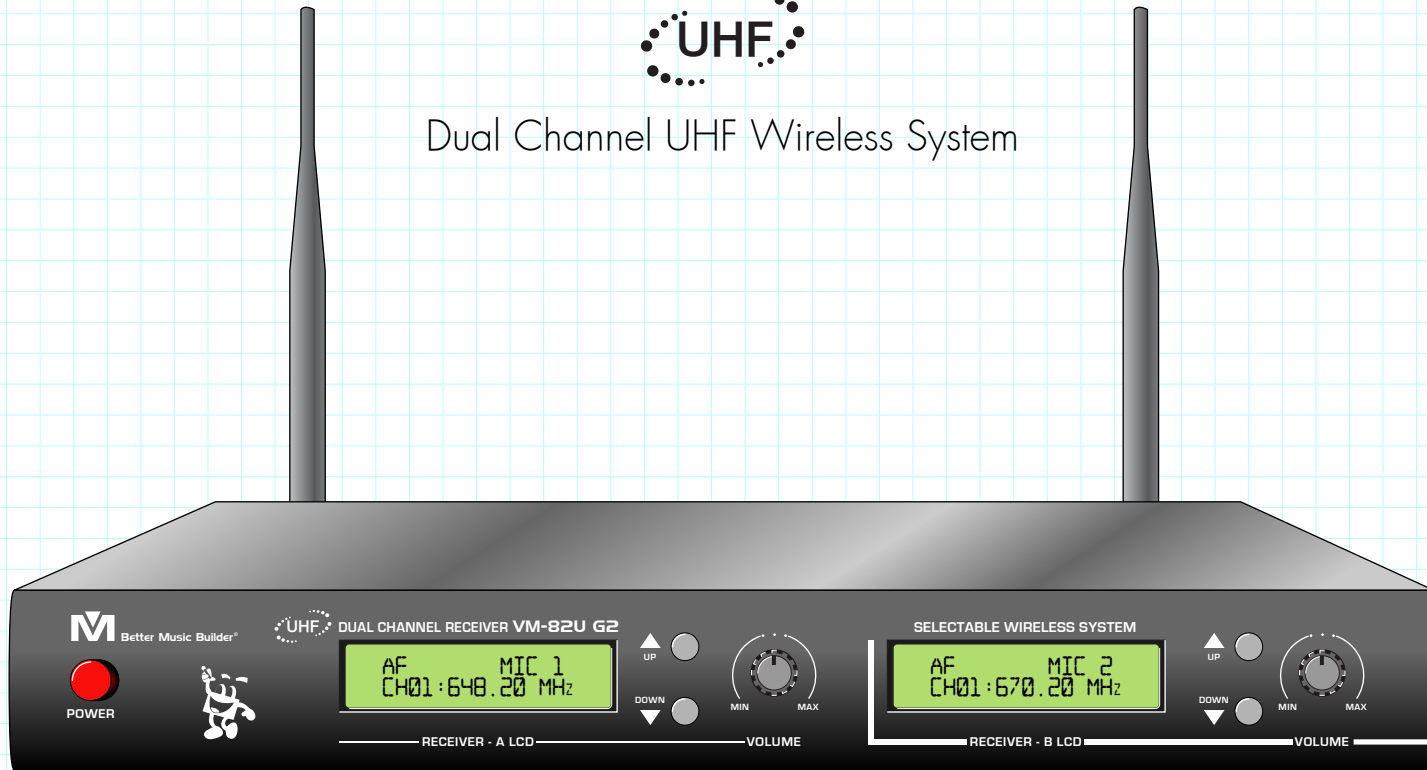 UHF
Dual Channel UHF Wireless System
M Better Music Builder®
UHF DUAL CHANNEL RECEIVER VM-82U G2
SELECTABLE WIRELESS SYSTEM
AF MIC 1
CH01:648.20 MHz
UP
DOWN
MIN MAX
AF MIC 2
CH01:670.20 MHz
UP
DOWN
MIN MAX
POWER
RECEIVER - A LCD VOLUME
RECEIVER - B LCD VOLUME